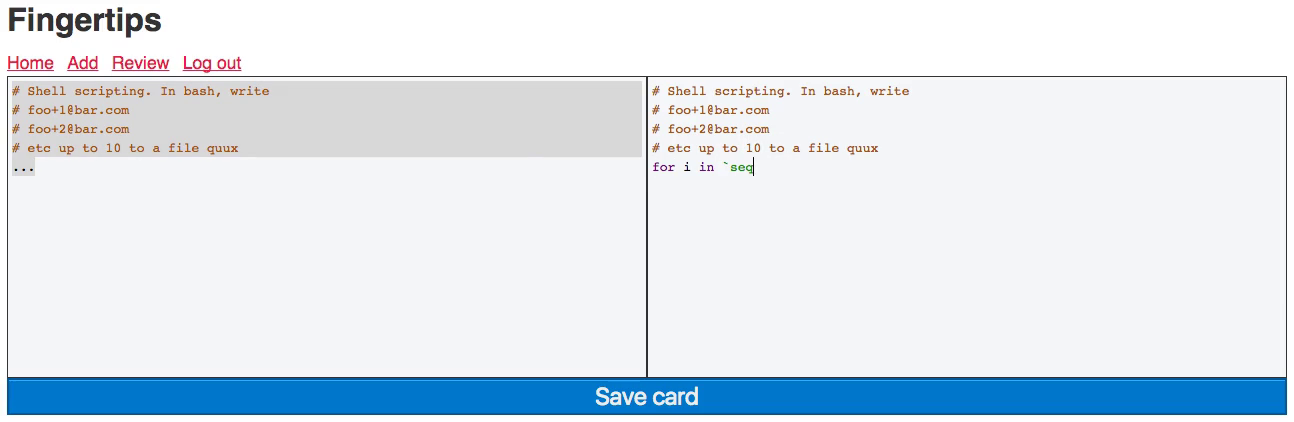 Fingertips
Home Add Review Log out
# Shell scripting. In bash, write
# foo+1@bar.com
# foo+2@bar.com
# etc up to 10 to a file quux
...
# Shell scripting. In bash, write
# foo+1@bar.com
# foo+2@bar.com
# etc up to 10 to a file quux
for i in `seq
Save card